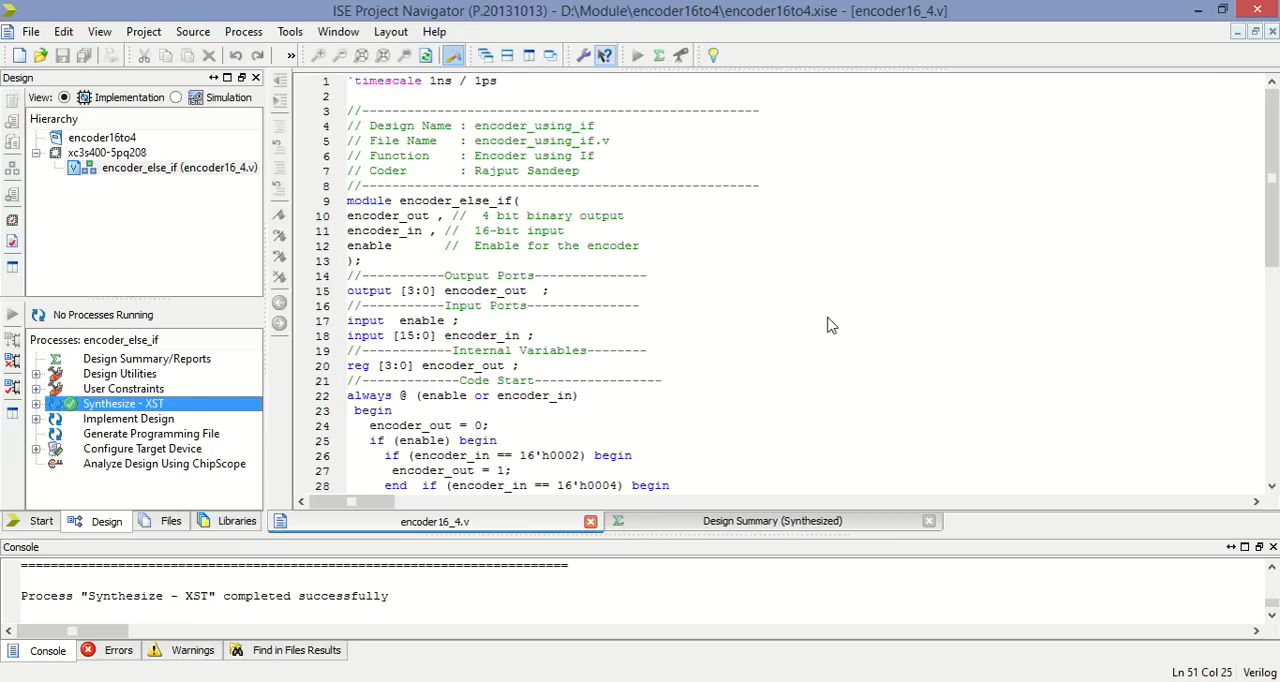 ISE Project Navigator (P.20131013) - D:\Module\encoder16to4\encoder16to4.xise - [encoder16_4.v]
File Edit View Project Source Process Tools Window Layout Help
Design
View: Implementation Simulation
Hierarchy
encoder16to4
xc3s400-5pq208
encoder_else_if (encoder16_4.v)
No Processes Running
Processes: encoder_else_if
Design Summary/Reports
Design Utilities
User Constraints
Synthesize - XST
Implement Design
Generate Programming File
Configure Target Device
Analyze Design Using ChipScope
Start Design Files Libraries
1 `timescale 1ns / 1ps
2
3 //-----------------------------------------------------
4 // Design Name : encoder_using_if
5 // File Name   : encoder_using_if.v
6 // Function    : Encoder using If
7 // Coder       : Rajput Sandeep
8 //-----------------------------------------------------
9 module encoder_else_if(
10 encoder_out , //  4 bit binary output
11 encoder_in , //  16-bit input
12 enable       //  Enable for the encoder
13 );
14 //-----------Output Ports---------------
15 output [3:0] encoder_out  ;
16 //-----------Input Ports---------------
17 input  enable ;
18 input [15:0] encoder_in ;
19 //------------Internal Variables--------
20 reg [3:0] encoder_out ;
21 //-------------Code Start-----------------
22 always @ (enable or encoder_in)
23  begin
24    encoder_out = 0;
25    if (enable) begin
26      if (encoder_in == 16'h0002) begin
27       encoder_out = 1;
28      end  if (encoder_in == 16'h0004) begin
encoder16_4.v
Design Summary (Synthesized)
Console
=========================================================================
Process "Synthesize - XST" completed successfully
Console Errors Warnings Find in Files Results
Ln 51 Col 25 Verilog